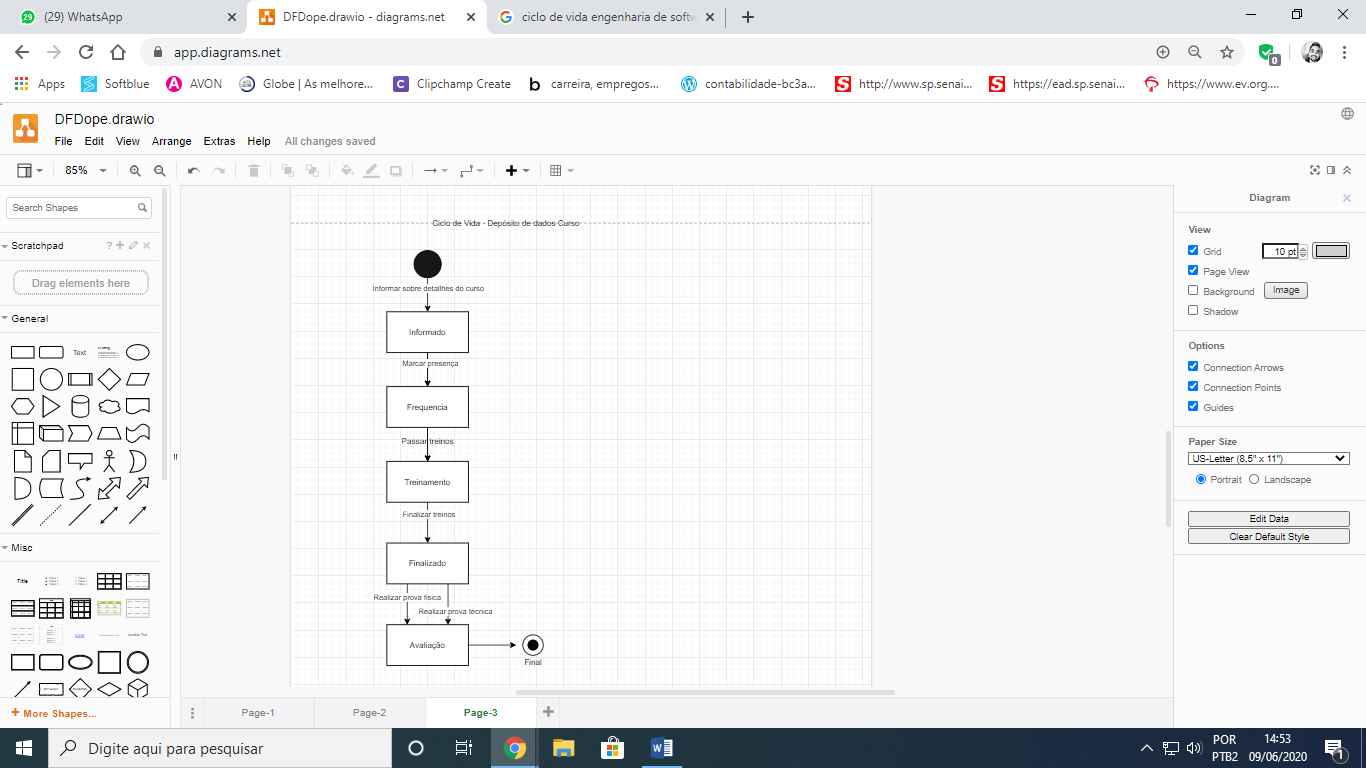 (29) WhatsApp
DFDope.drawio - diagrams.net
ciclo de vida engenharia de softw
app.diagrams.net
0
Apps
Softblue
AVON
Globe | As melhore...
Clipchamp Create
carreira, empregos...
contabilidade-bc3a...
http://www.sp.senai...
https://ead.sp.senai...
https://www.ev.org....
DFDope.drawio
File Edit View Arrange Extras Help All changes saved
85%
Search Shapes
Scratchpad
?
Drag elements here
General
Text
Misc
Title
+ More Shapes...
Ciclo de Vida - Depósito de dados Curso
Informar sobre detalhes do curso
Informado
Marcar presença
Frequencia
Passar treinos
Treinamento
Finalizar treinos
Finalizado
Realizar prova fisica
Realizar prova técnica
Avaliação
Final
Page-1
Page-2
Page-3
Diagram
View
Grid
10 pt
Page View
Background
Image
Shadow
Options
Connection Arrows
Connection Points
Guides
Paper Size
US-Letter (8,5" x 11")
Portrait
Landscape
Edit Data
Clear Default Style
Digite aqui para pesquisar
POR
PTB2
14:53
09/06/2020
1